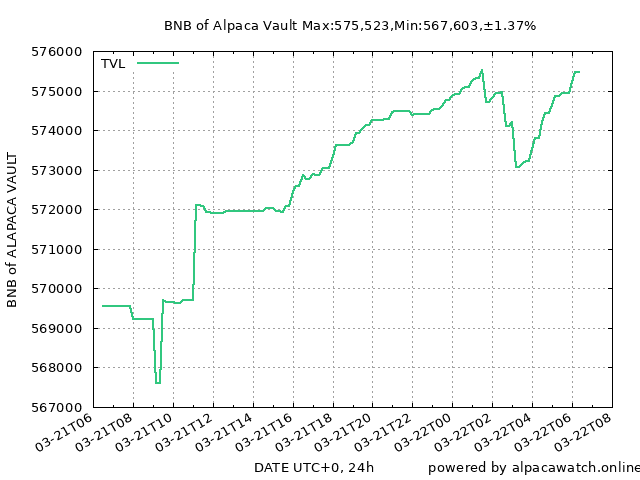 BNB of Alpaca Vault Max:575,523,Min:567,603,±1.37%
576000
575000
574000
573000
572000
571000
570000
569000
568000
567000
TVL
BNB of ALAPACA VAULT
03-21T06
03-21T08
03-21T10
03-21T12
03-21T14
03-21T16
03-21T18
03-21T20
03-21T22
03-22T00
03-22T02
03-22T04
03-22T06
03-22T08
DATE UTC+0, 24h
powered by alpacawatch.online